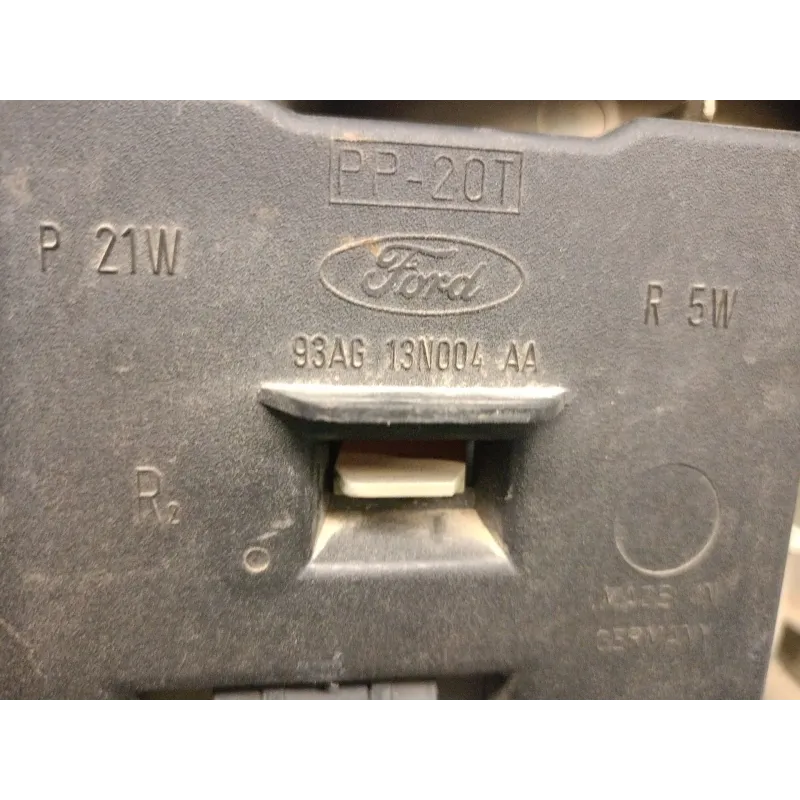 PP-20T
P 21W
Ford
R 5W
93AG 13N004 AA
R2
MADE IN
GERMANY